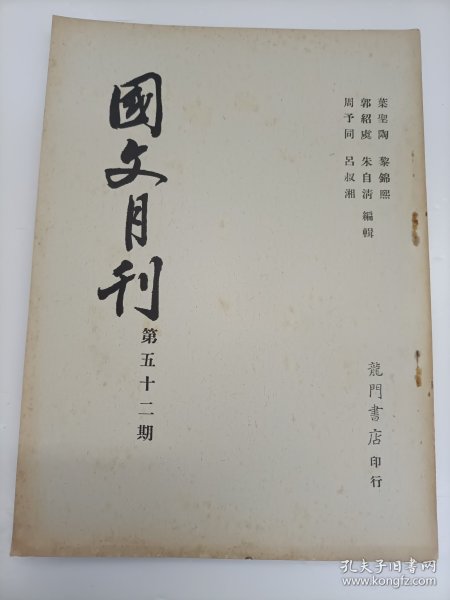 葉聖陶 黎錦熙
郭紹虞 朱自清 編輯
周予同 呂叔湘
國文月刊
第五十二期
龍門書店 印行
孔夫子旧书网
www.kongfz.com